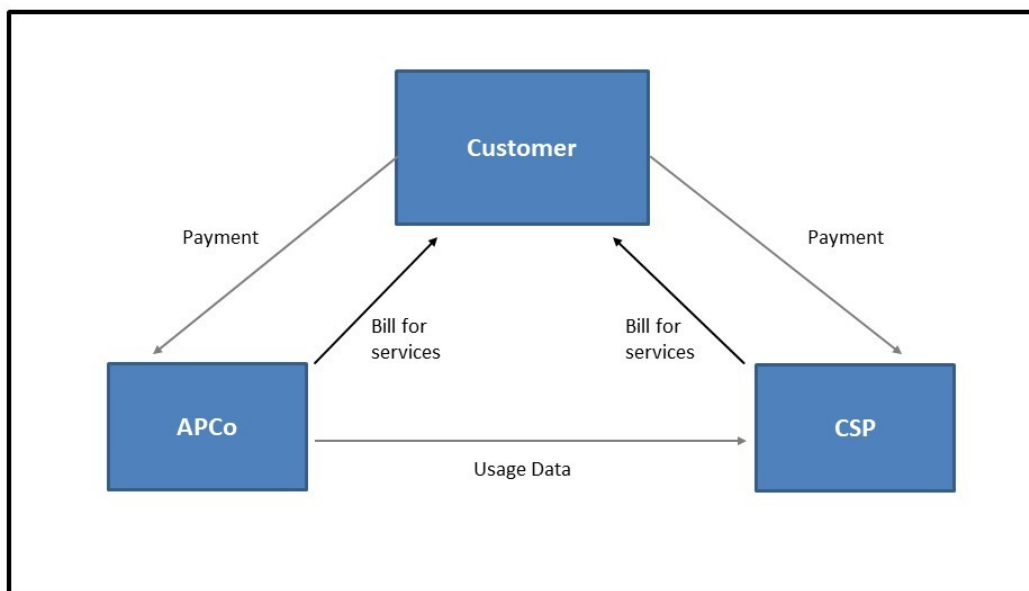 Customer
Payment
Payment
Bill for
services
Bill for
services
APCo
CSP
Usage Data